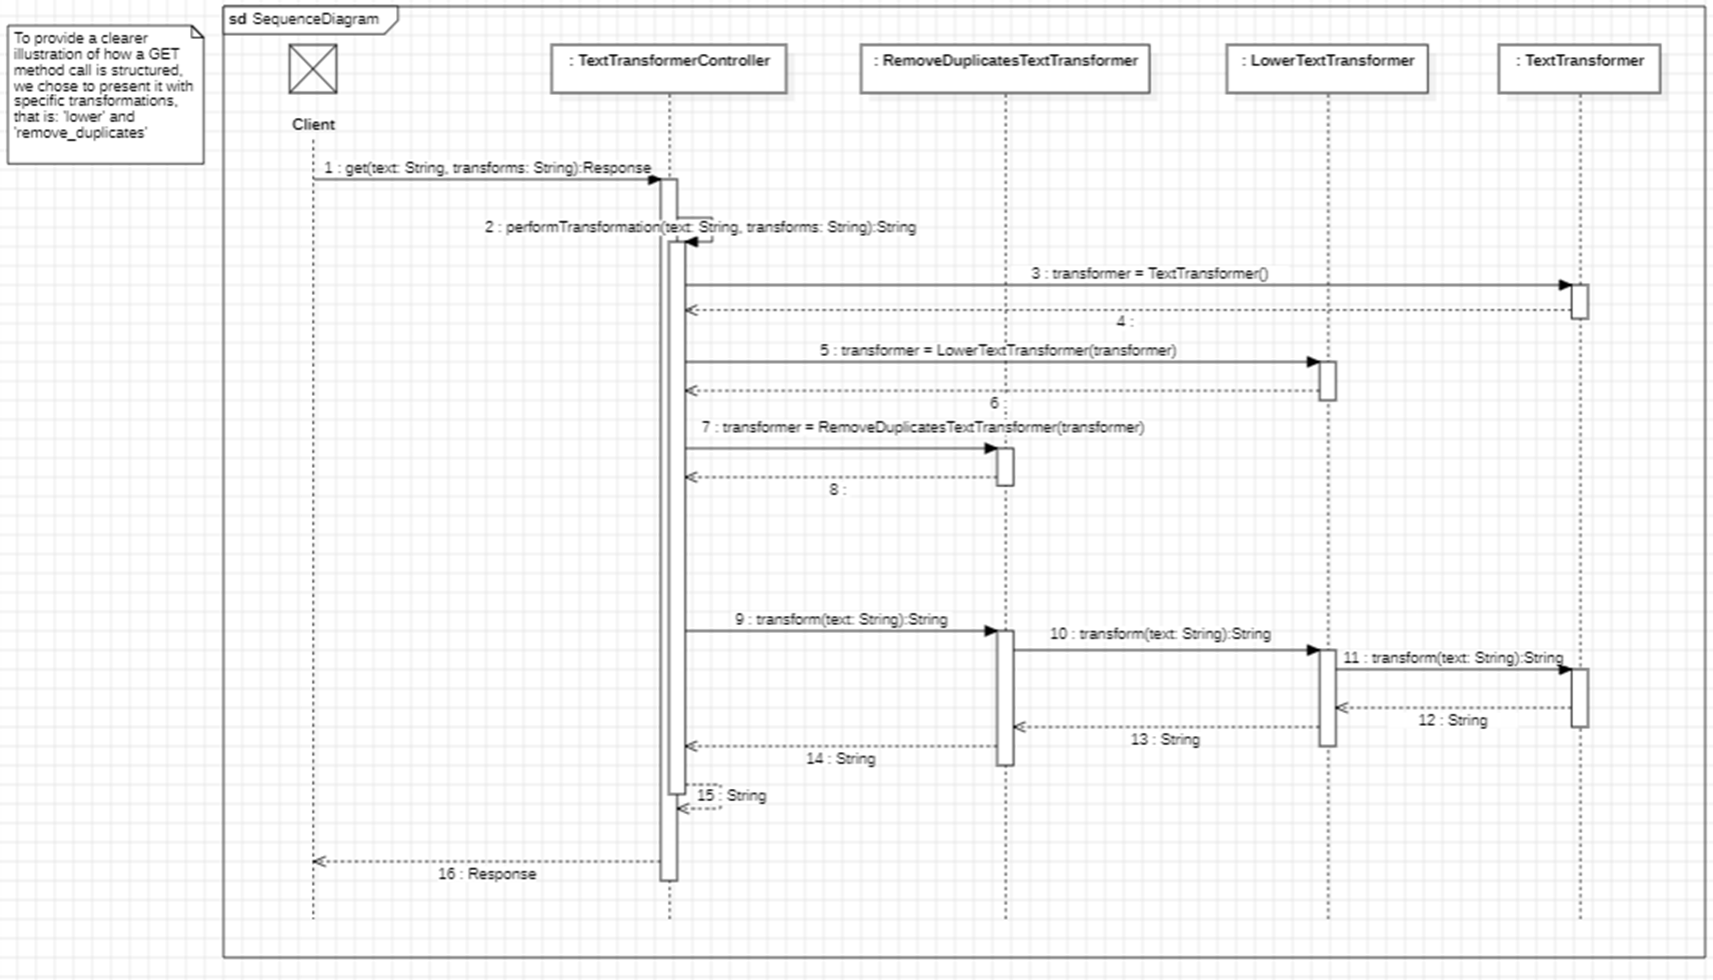 sd SequenceDiagram
To provide a clearer
illustration of how a GET
method call is structured,
we chose to present it with
specific transformations,
that is: 'lower' and
'remove_duplicates'
Client
: TextTransformerController
: RemoveDuplicatesTextTransformer
: LowerTextTransformer
: TextTransformer
1 : get(text: String, transforms: String):Response
2 : performTransformation(text: String, transforms: String):String
3 : transformer = TextTransformer()
4 :
5 : transformer = LowerTextTransformer(transformer)
6 :
7 : transformer = RemoveDuplicatesTextTransformer(transformer)
8 :
9 : transform(text: String):String
10 : transform(text: String):String
11 : transform(text: String):String
12 : String
13 : String
14 : String
15 : String
16 : Response